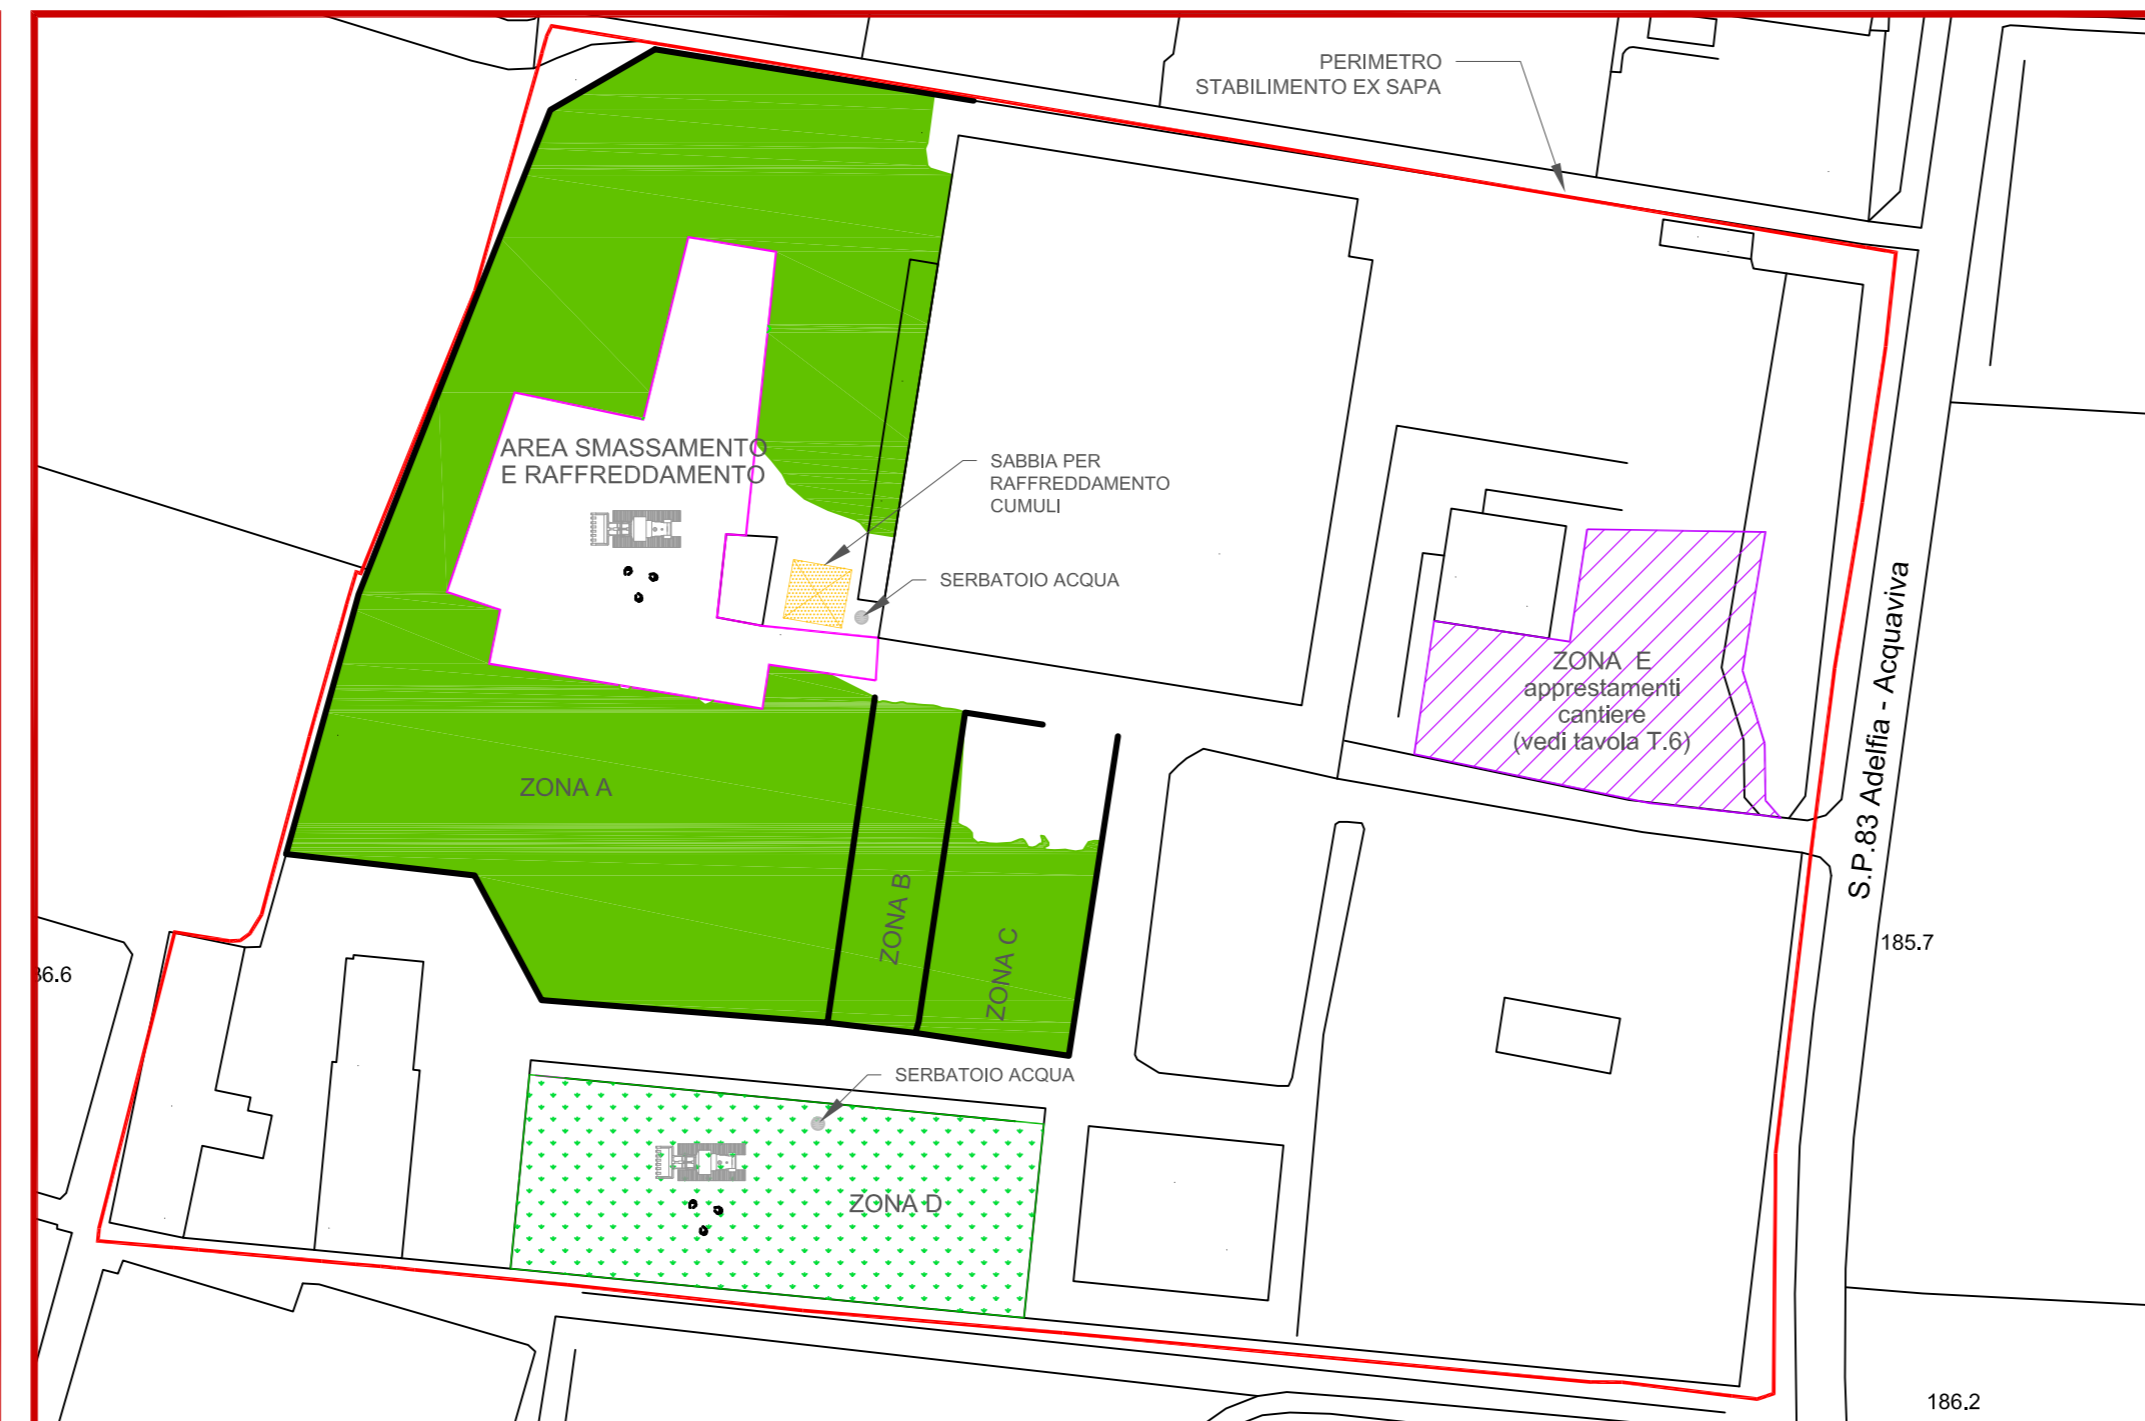 PERIMETRO
STABILIMENTO EX SAPA
AREA SMASSAMENTO
E RAFFREDDAMENTO
SABBIA PER
RAFFREDDAMENTO
CUMULI
SERBATOIO ACQUA
ZONA E
apprestamenti
cantiere
(vedi tavola T.6)
S.P.83 Adelfia - Acquaviva
ZONA A
ZONA B
ZONA C
185.7
36.6
SERBATOIO ACQUA
ZONA D
186.2